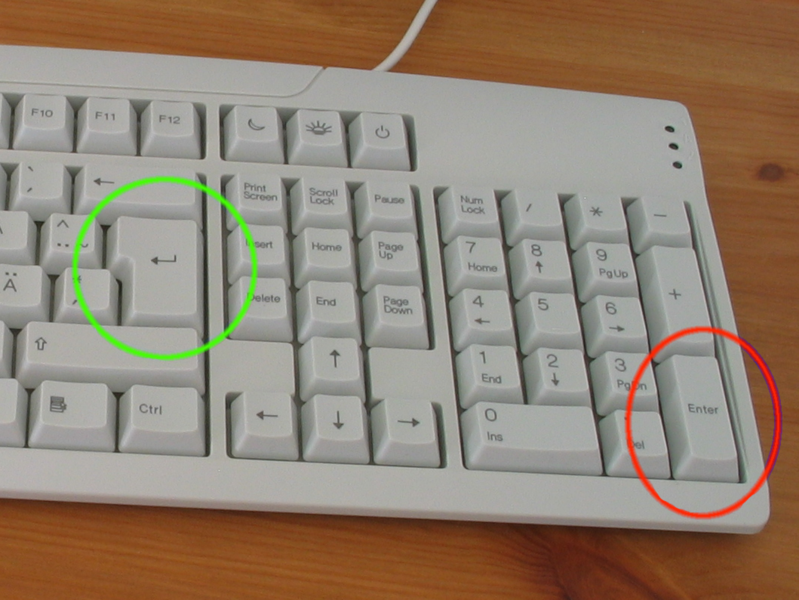 F10 F11 F12
` ´ ←
Print
Screen
Scroll
Lock
Pause
Num
Lock
/
*
−
^
¨ ~
↵
Insert
Home
Page
Up
7
Home
8
↑
9
PgUp
+
Ä
*
Delete
End
Page
Down
4
←
5
6
→
⇧
↑
1
End
2
↓
3
PgDn
Enter
Ctrl
← ↓ →
0
Ins
Del